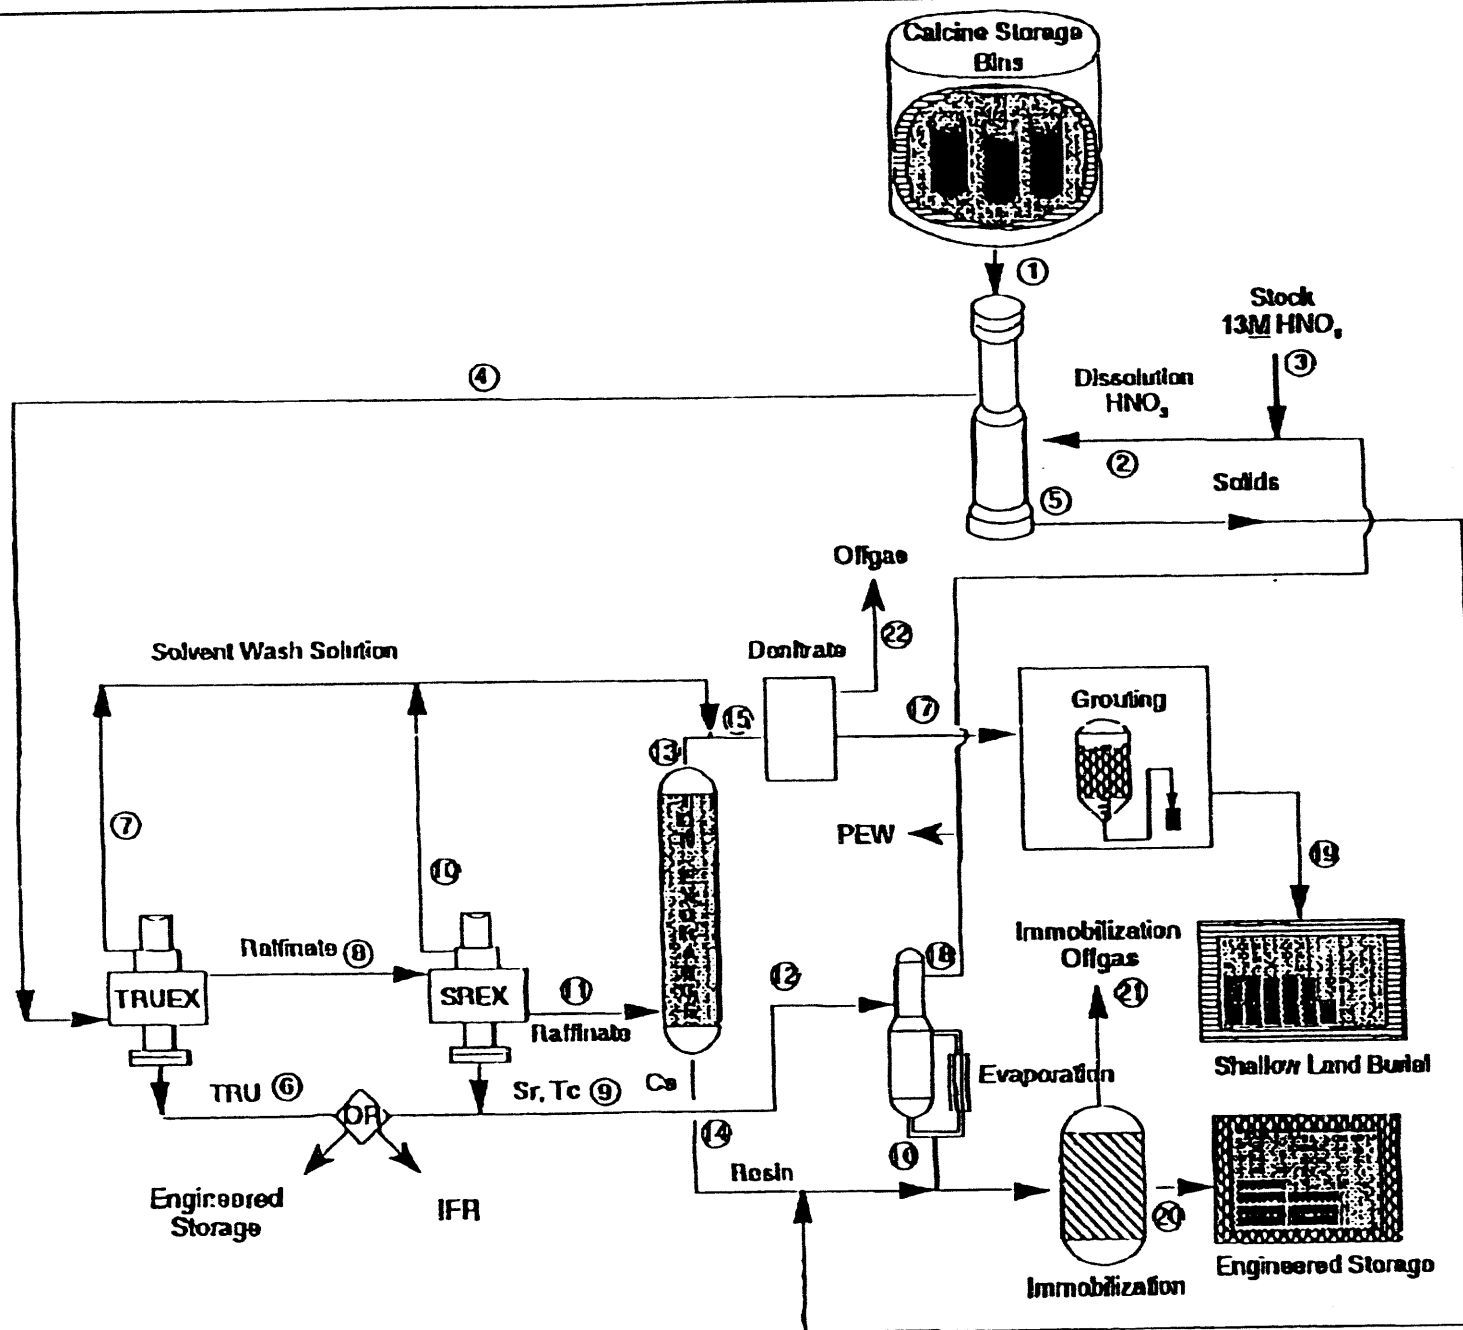 Calcine Storage
Bins
1
Stock
13M HNO3
3
Dissolution
HNO3
2
4
Solids
5
Offgas
22
Solvent Wash Solution
Denitrate
17
Grouting
15
13
7
PEW
10
19
Immobilization
Offgas
Raffinate 8
18
12
21
TRUEX
SREX
11
Raffinate
Shallow Land Burial
Evaporation
TRU 6
OR
Sr, Tc 9
Cs
14
16
Resin
Engineered
Storage
IFR
20
Engineered Storage
Immobilization